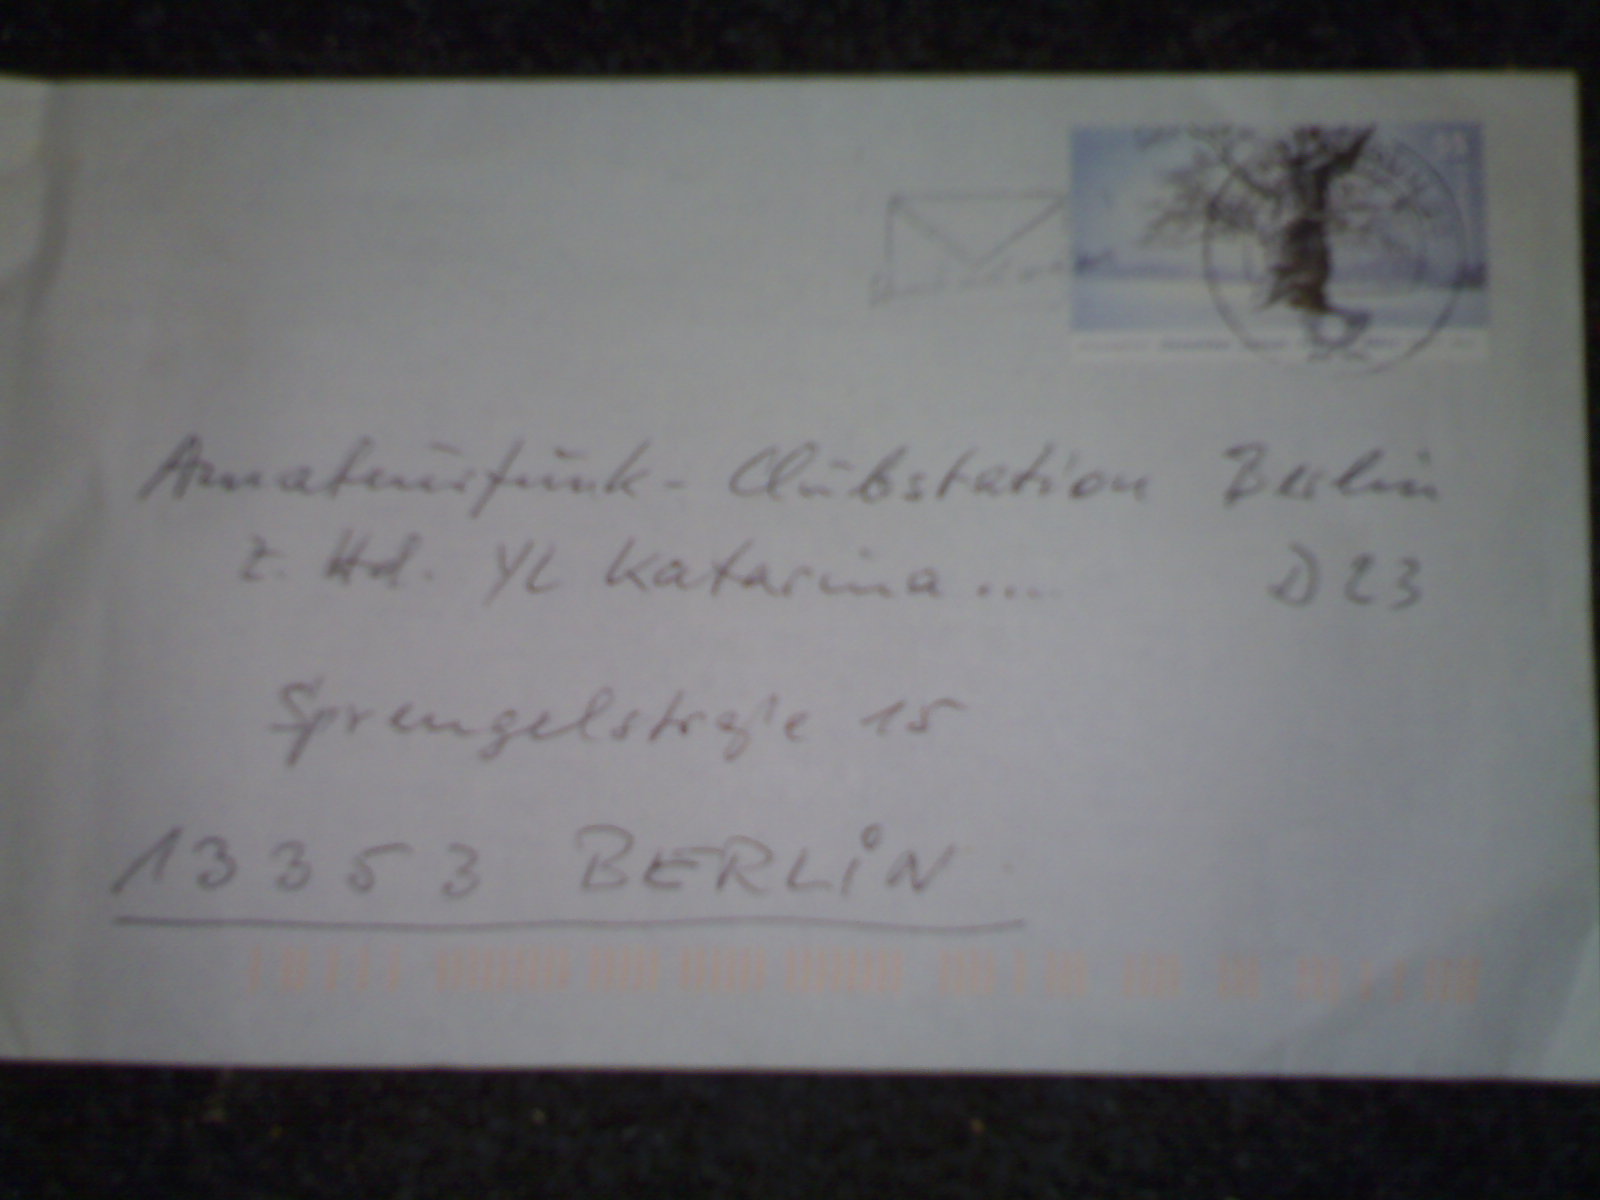 Amateurfunk - Clubstation Berlin
z. Hd. YL Katarina ... D23
Sprengelstraße 15
13353 BERLIN